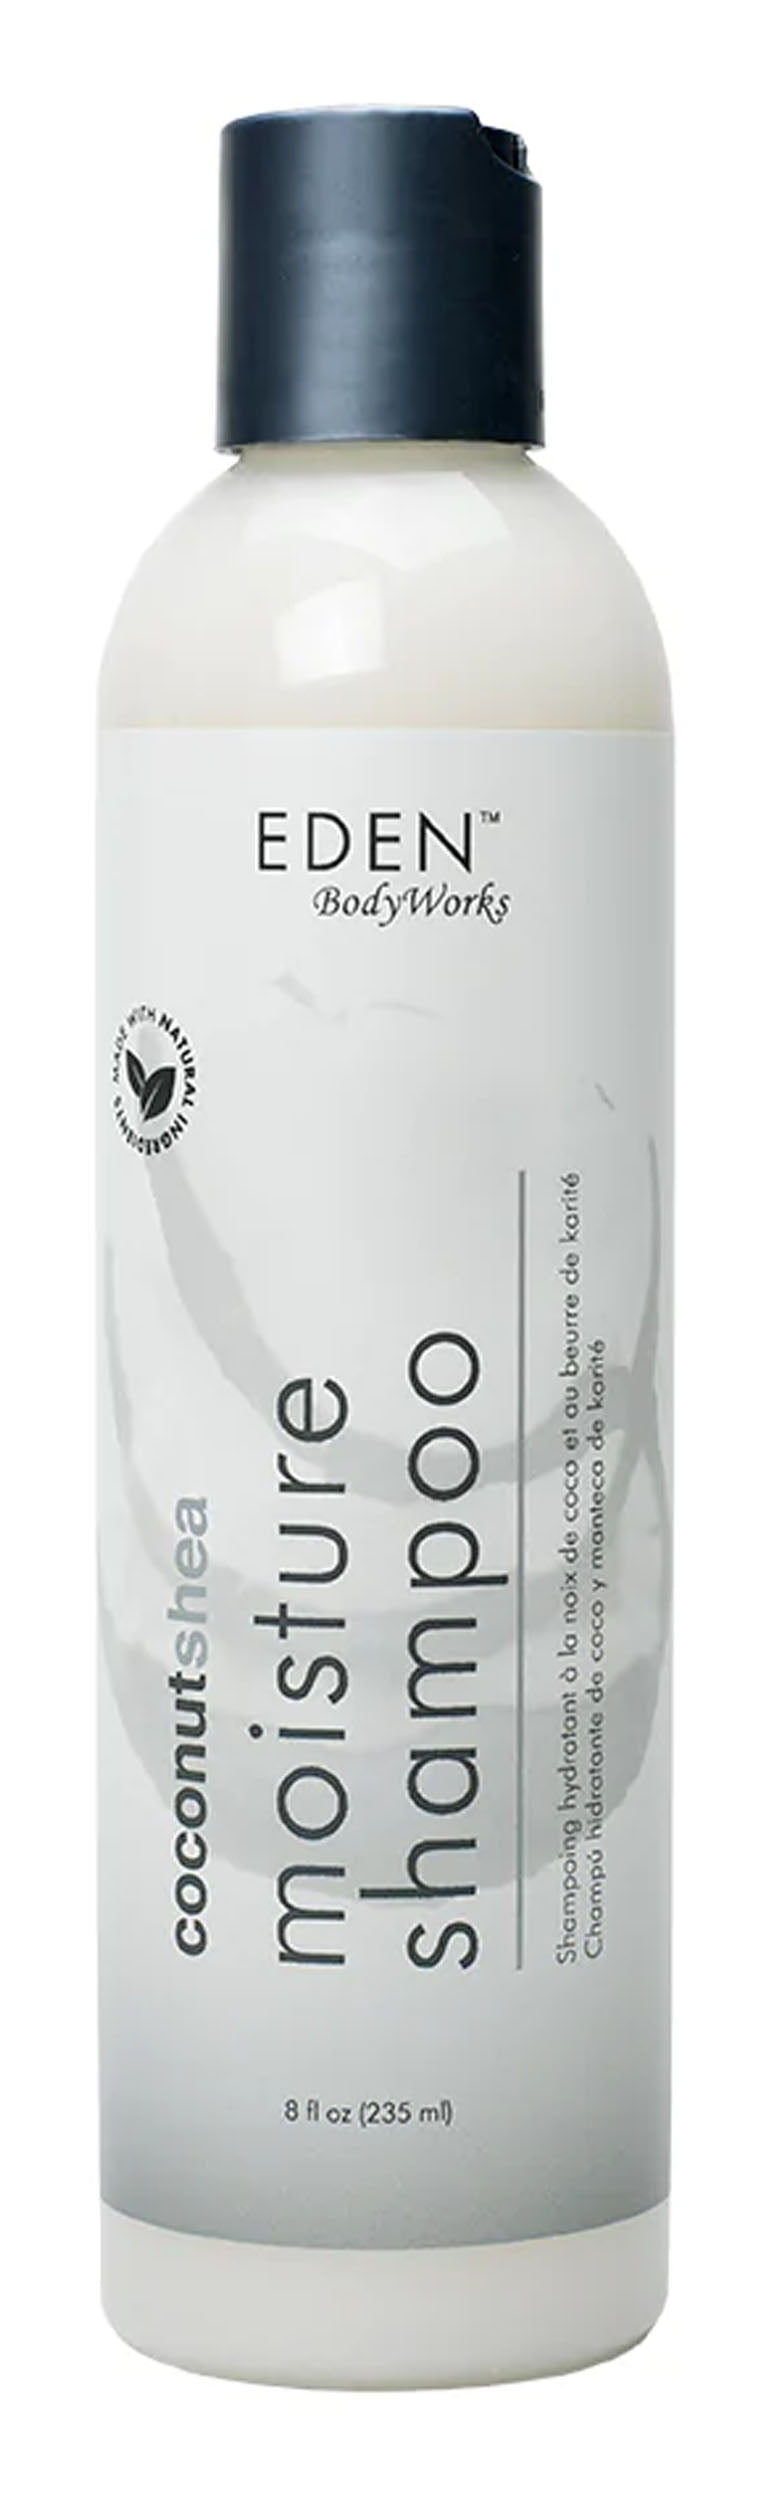 EDEN™
BodyWorks
MADE WITH NATURAL INGREDIENTS
coconutshea
moisture
shampoo
Shampoing hydratant à la noix de coco et au beurre de karité
Champú hidratante de coco y manteca de karité
8 fl oz (235 ml)